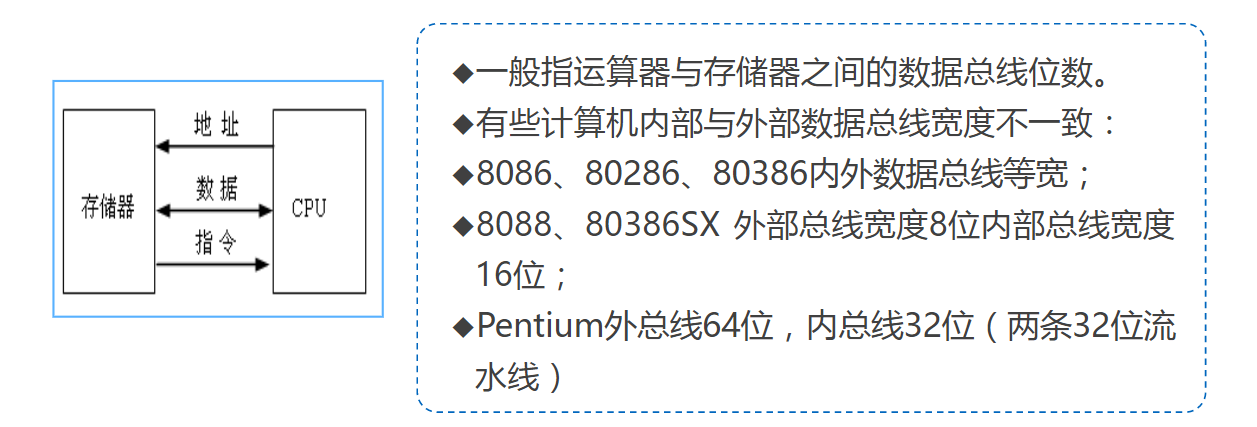 地 址
数 据
存储器
CPU
指 令
◆一般指运算器与存储器之间的数据总线位数。
◆有些计算机内部与外部数据总线宽度不一致：
◆8086、80286、80386内外数据总线等宽；
◆8088、80386SX 外部总线宽度8位内部总线宽度
16位；
◆Pentium外总线64位，内总线32位（两条32位流
水线）